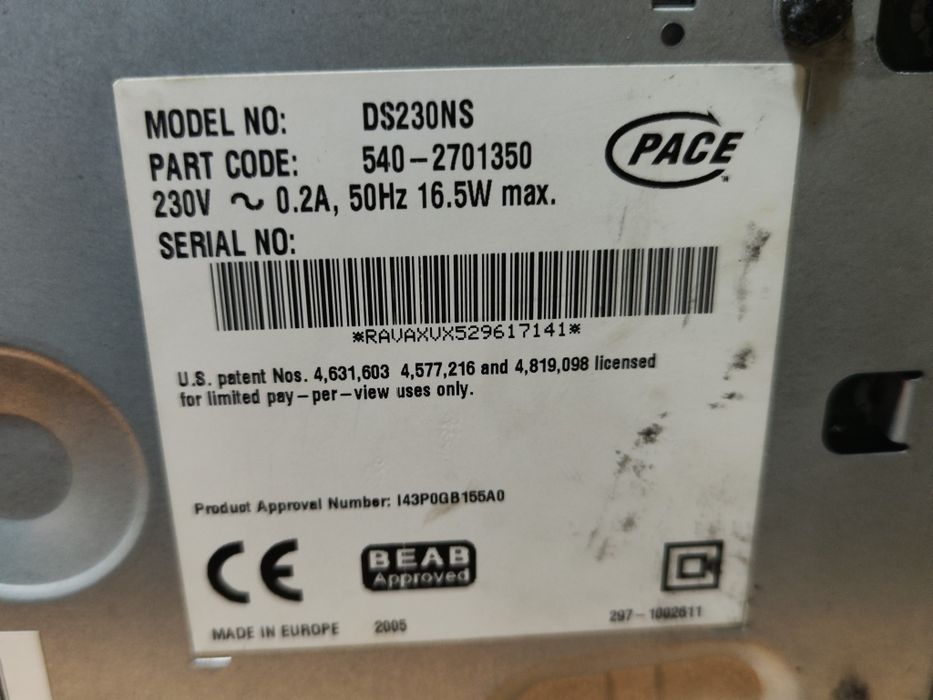 MODEL NO: DS230NS
PART CODE: 540-2701350
PACE
230V ~ 0.2A, 50Hz 16.5W max.
SERIAL NO:
*RAVAXVX529617141*
U.S. patent Nos. 4,631,603 4,577,216 and 4,819,098 licensed
for limited pay-per-view uses only.
Product Approval Number: I43P0GB155A0
CE
BEAB
Approved
MADE IN EUROPE 2005
297-1002611